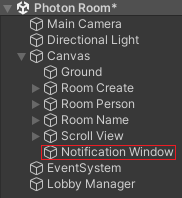 Photon Room*
Main Camera
Directional Light
Canvas
Ground
Room Create
Room Person
Room Name
Scroll View
Notification Window
EventSystem
Lobby Manager